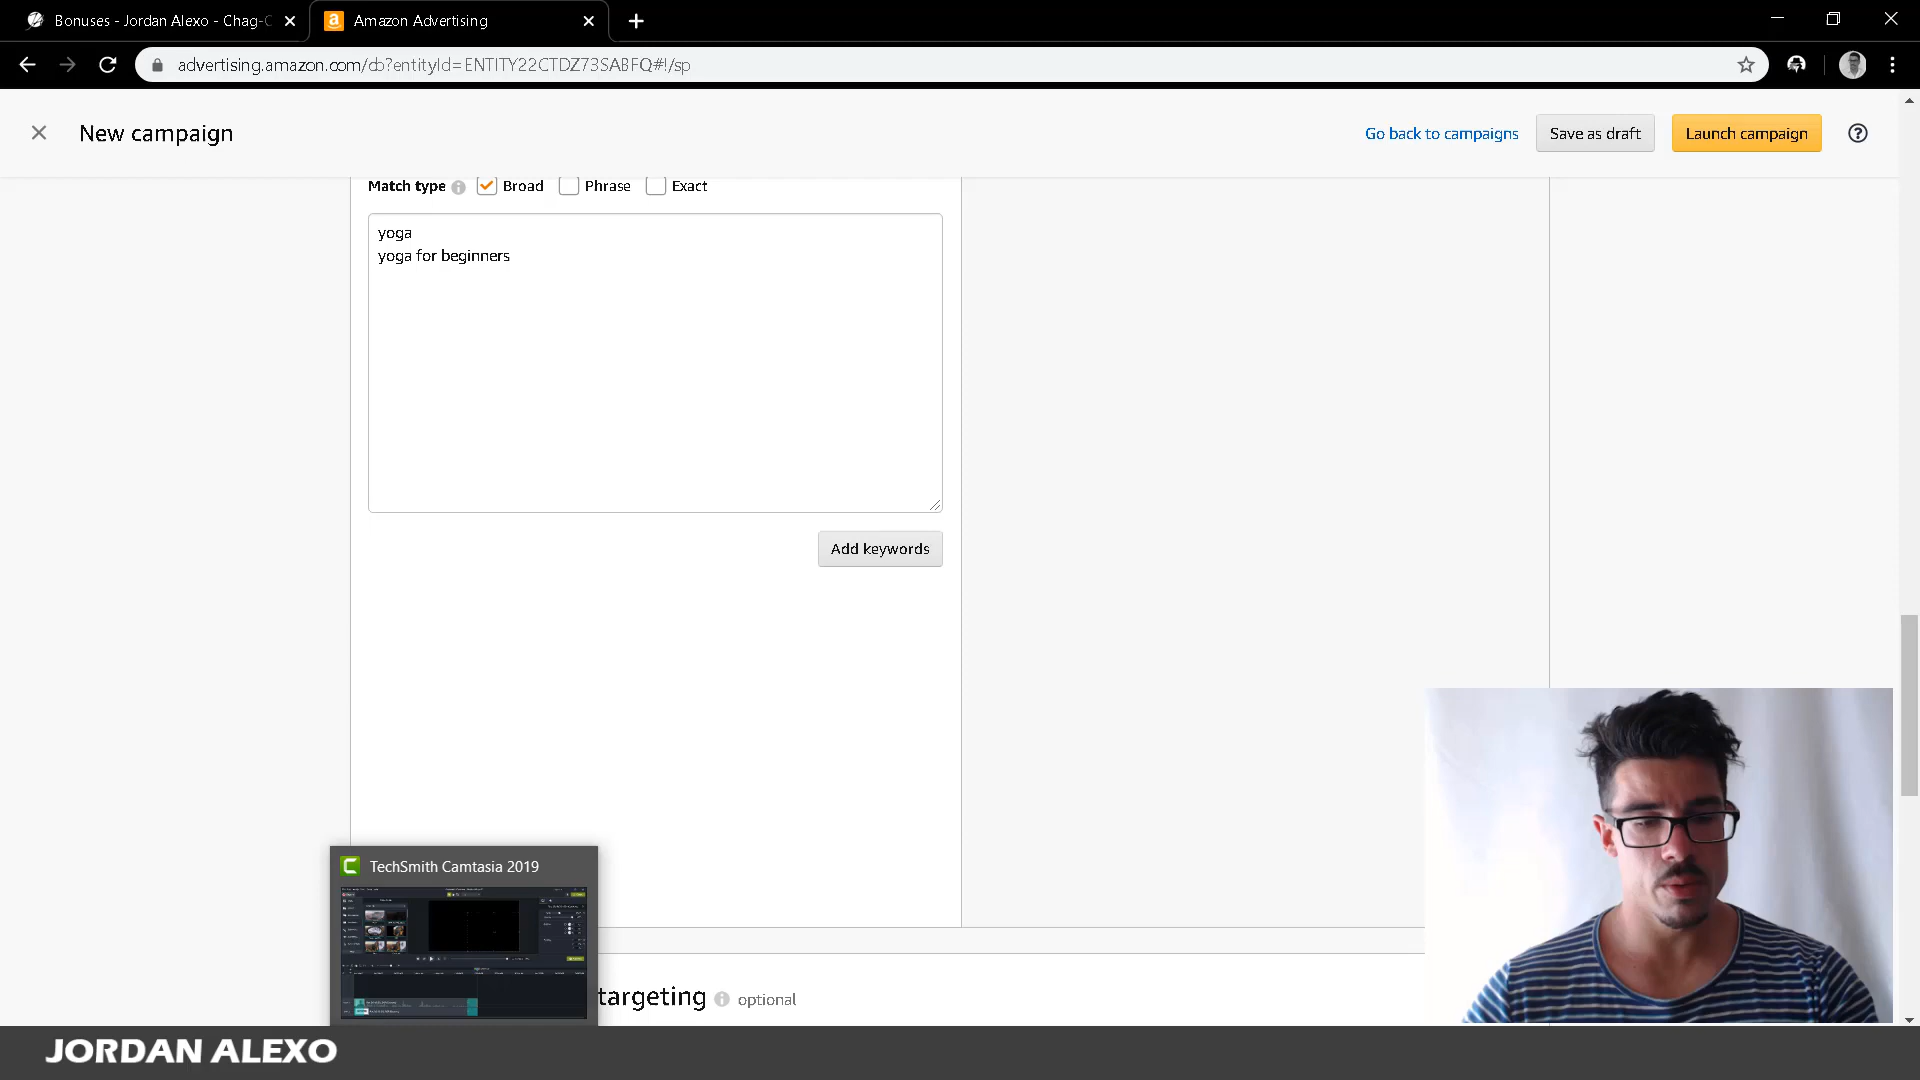 Bonuses - Jordan Alexo - Chag-C
Amazon Advertising
advertising.amazon.com/cb?entityId=ENTITY22CTDZ73SABFQ#!/sp
New campaign
Go back to campaigns
Save as draft
Launch campaign
Match type
Broad
Phrase
Exact
yoga
yoga for beginners
Add keywords
TechSmith Camtasia 2019
targeting
optional
JORDAN ALEXO